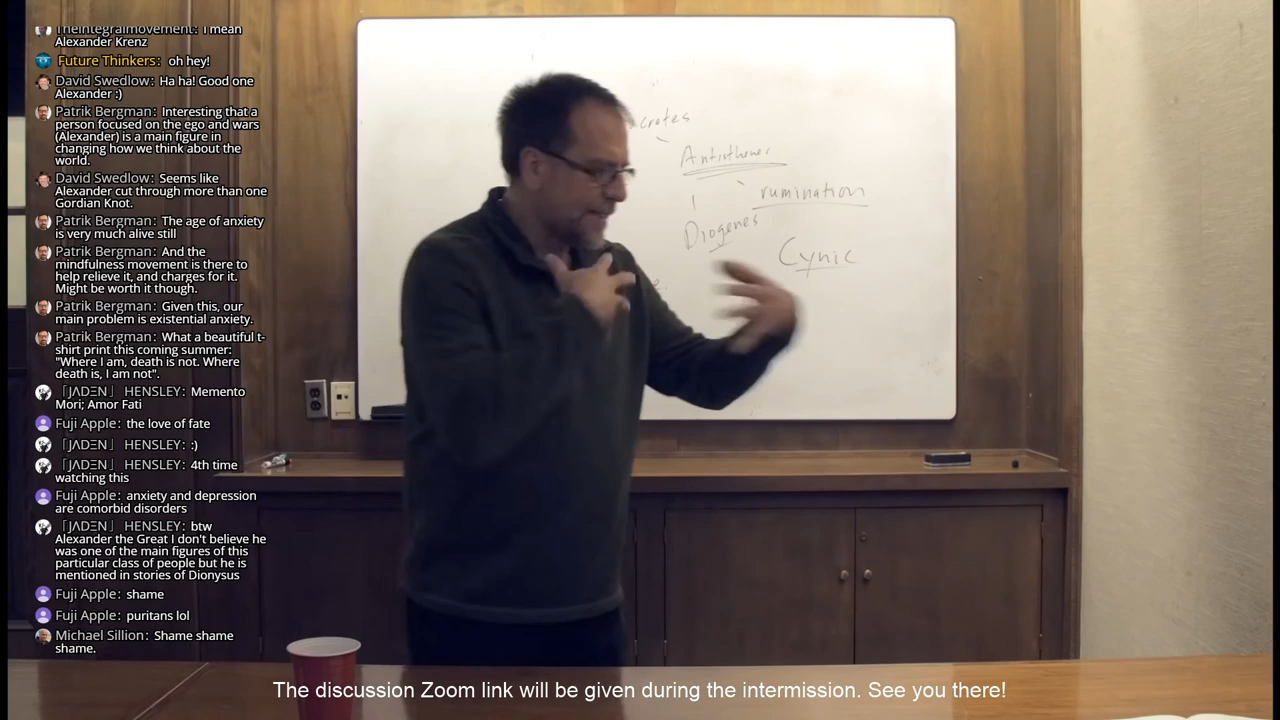 Theintegralmovement: I mean
Alexander Krenz
Future Thinkers: oh hey!
David Swedlow: Ha ha! Good one
Alexander :)
Patrik Bergman: Interesting that a
person focused on the ego and wars
(Alexander) is a main figure in
changing how we think about the
world.
David Swedlow: Seems like
Alexander cut through more than one
Gordian Knot.
Patrik Bergman: The age of anxiety
is very much alive still
Patrik Bergman: And the
mindfulness movement is there to
help relieve it, and charges for it.
Might be worth it though.
Patrik Bergman: Given this, our
main problem is existential anxiety.
Patrik Bergman: What a beautiful t-
shirt print this coming summer:
"Where I am, death is not. Where
death is, I am not".
「JΛDΞN」 HENSLEY: Memento
Mori; Amor Fati
Fuji Apple: the love of fate
「JΛDΞN」 HENSLEY: :)
「JΛDΞN」 HENSLEY: 4th time
watching this
Fuji Apple: anxiety and depression
are comorbid disorders
「JΛDΞN」 HENSLEY: btw
Alexander the Great I don't believe he
was one of the main figures of this
particular class of people but he is
mentioned in stories of Dionysus
Fuji Apple: shame
Fuji Apple: puritans lol
Michael Sillion: Shame shame
shame.
crates
Antisthenes
rumination
Diogenes
Cynic
The discussion Zoom link will be given during the intermission. See you there!